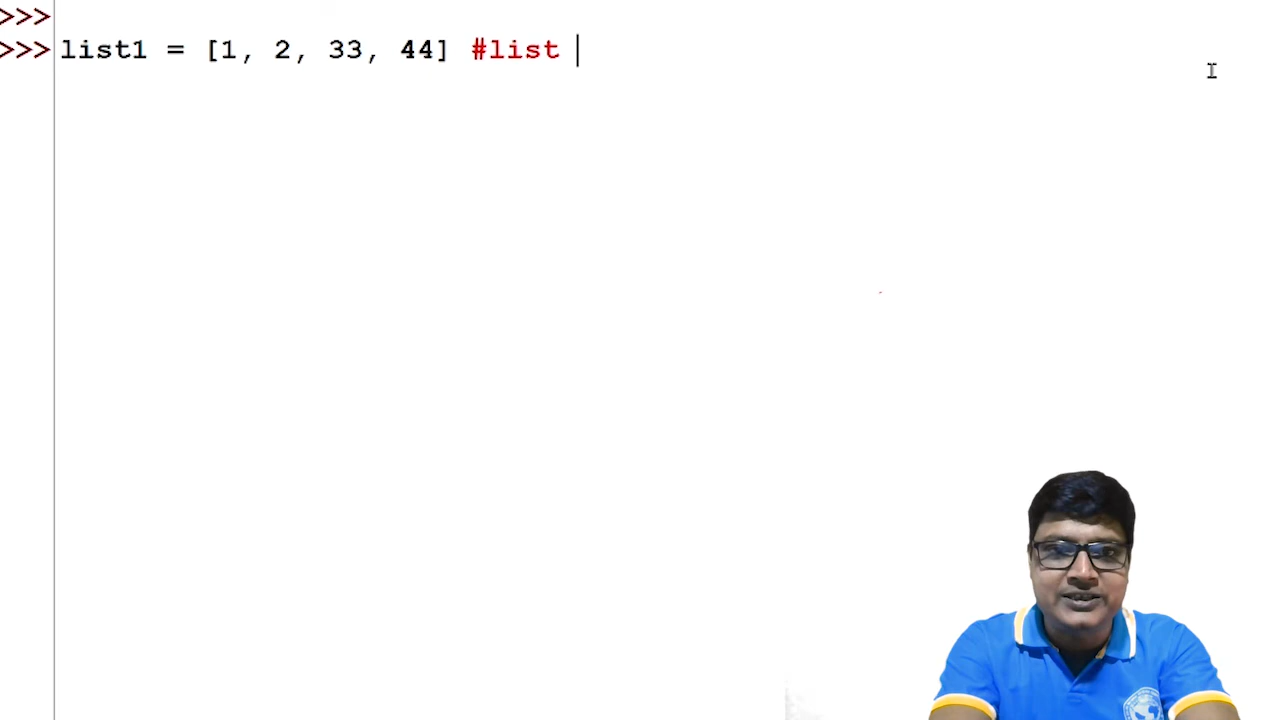 >>>
>>> list1 = [1, 2, 33, 44] #list